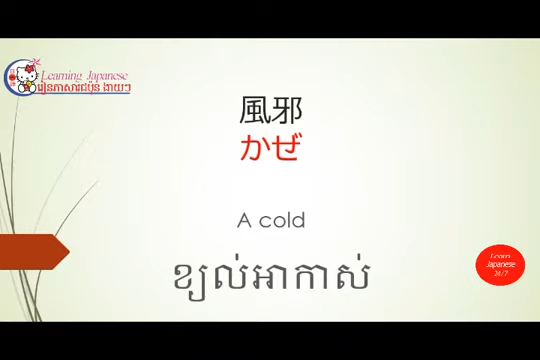 Learning Japanese
រៀនភាសាជប៉ុន ងាយៗ
風邪
かぜ
A cold
ខ្យល់អាកាស់
Learn
Japanese
24/7